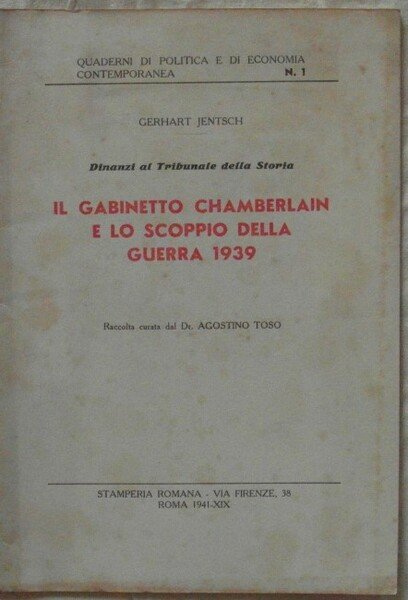 QUADERNI DI POLITICA E DI ECONOMIA
CONTEMPORANEA N. 1
GERHART JENTSCH
Dinanzi al Tribunale della Storia
IL GABINETTO CHAMBERLAIN
E LO SCOPPIO DELLA
GUERRA 1939
Raccolta curata dal Dr. AGOSTINO TOSO
STAMPERIA ROMANA - VIA FIRENZE, 38
ROMA 1941-XIX